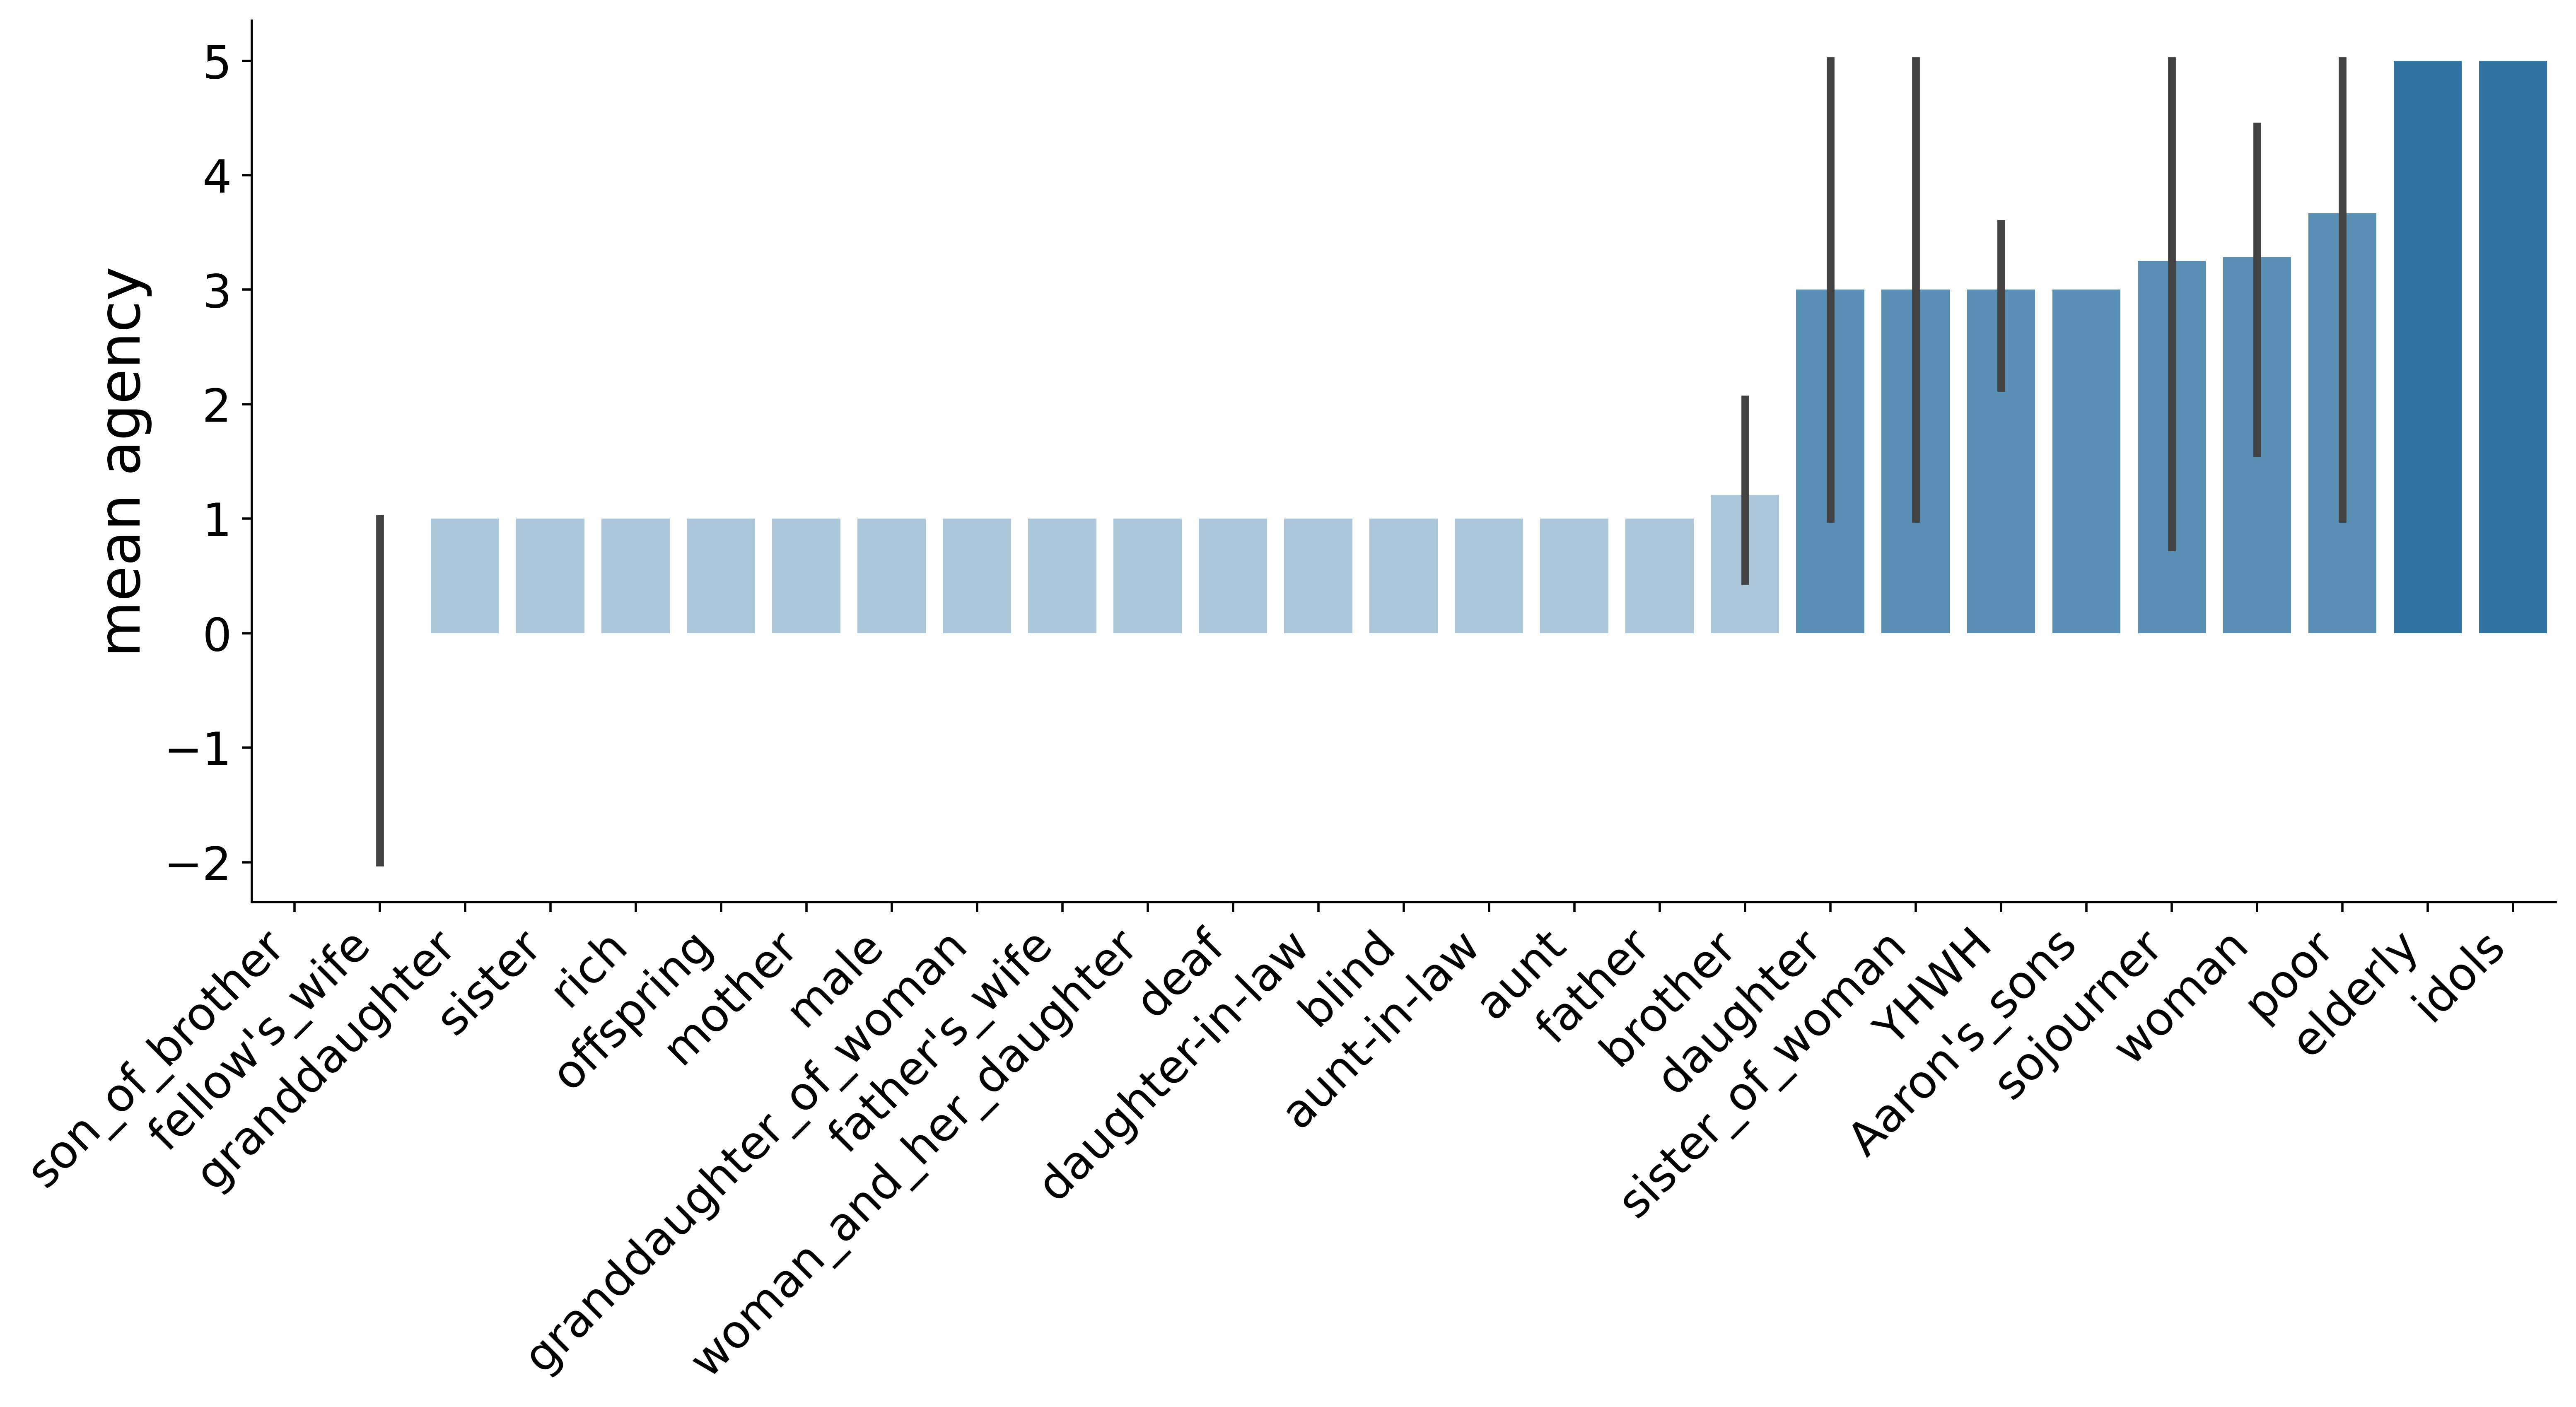 mean agency
5
4
3
2
1
0
−1
−2
son_of_brother
fellow's_wife
granddaughter
sister
rich
offspring
mother
male
granddaughter_of_woman
father's_wife
woman_and_her_daughter
deaf
daughter-in-law
blind
aunt-in-law
aunt
father
brother
daughter
sister_of_woman
YHWH
Aaron's_sons
sojourner
woman
poor
elderly
idols